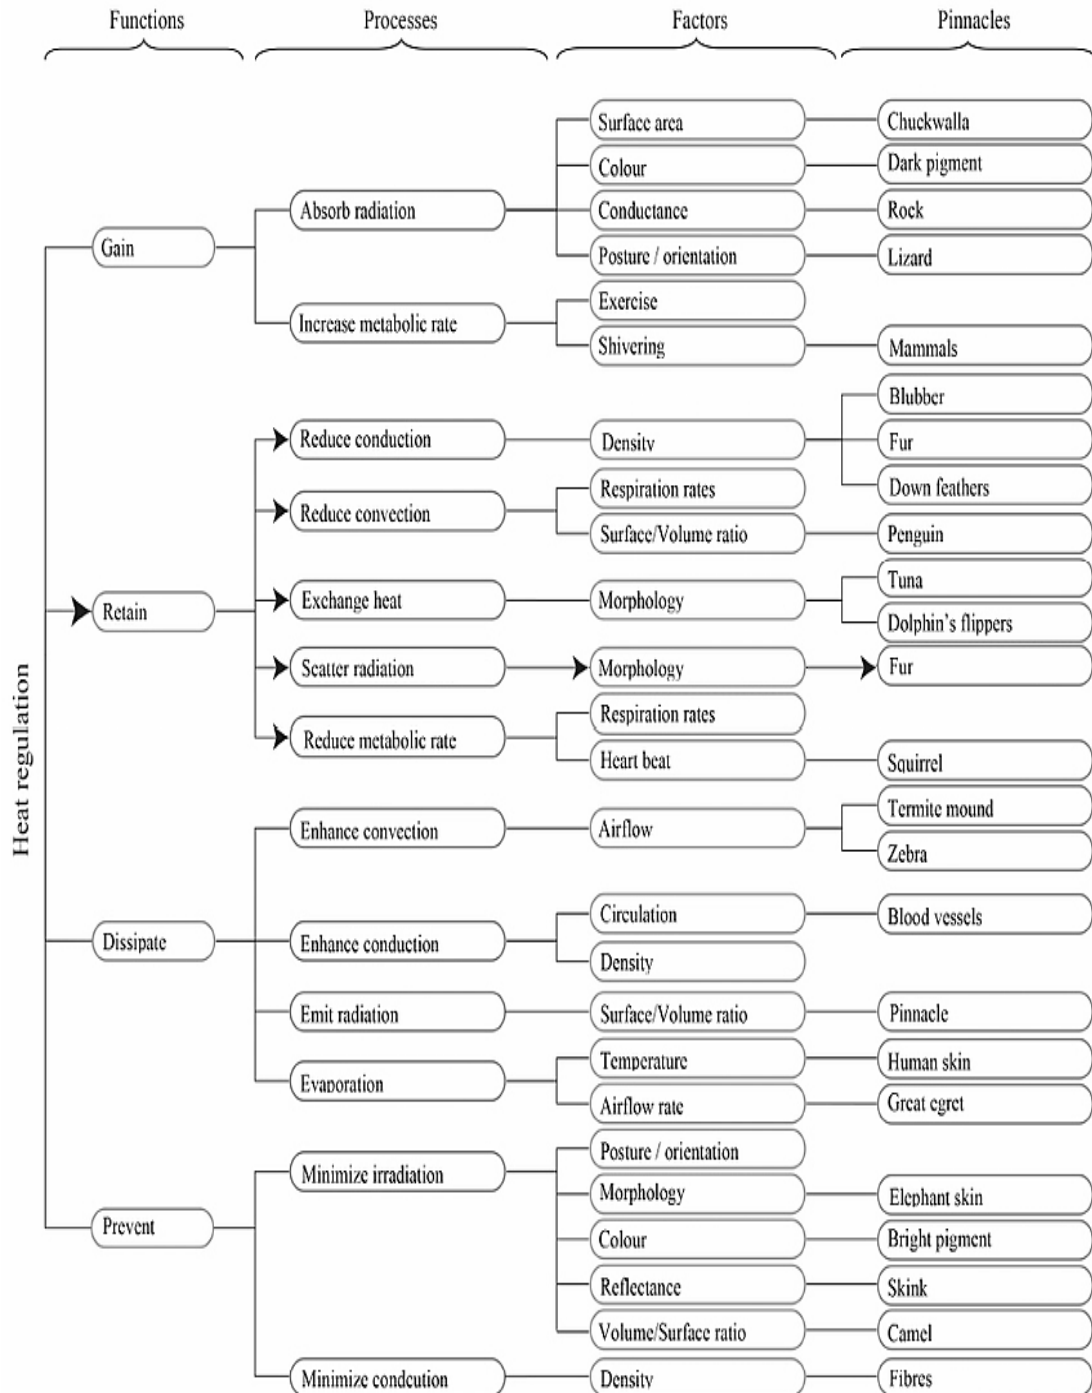 Functions Processes Factors Pinnacles
Surface area Chuckwalla
Colour Dark pigment
Absorb radiation Conductance Rock
Gain Posture / orientation Lizard
Exercise
Increase metabolic rate
Shivering Mammals
Blubber
Reduce conduction Density Fur
Respiration rates Down feathers
Reduce convection
Surface/Volume ratio Penguin
Tuna
Retain Exchange heat Morphology
Dolphin's flippers
Scatter radiation Morphology Fur
Respiration rates
Reduce metabolic rate
Heart beat Squirrel
Heat regulation
Termite mound
Enhance convection Airflow
Zebra
Circulation Blood vessels
Dissipate Enhance conduction
Density
Emit radiation Surface/Volume ratio Pinnacle
Temperature Human skin
Evaporation
Airflow rate Great egret
Posture / orientation
Minimize irradiation
Morphology Elephant skin
Prevent Colour Bright pigment
Reflectance Skink
Volume/Surface ratio Camel
Minimize condcution Density Fibres